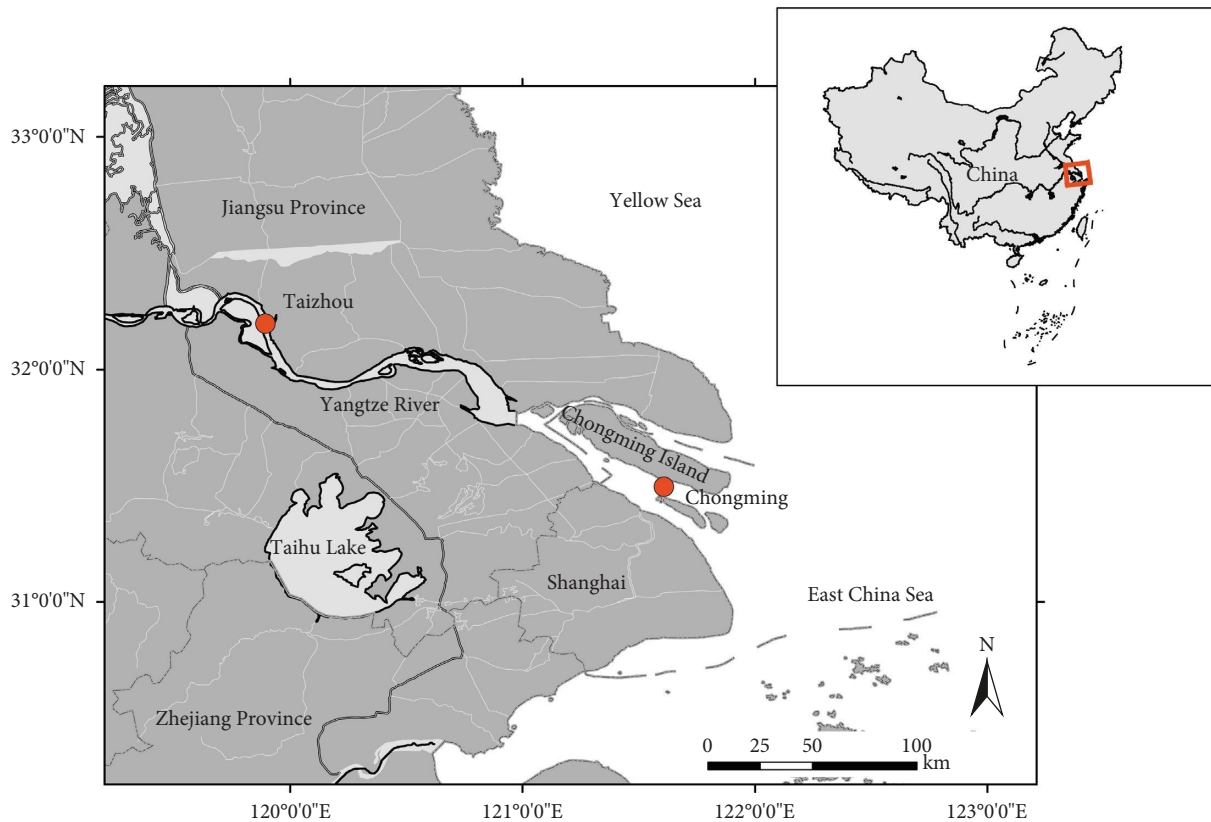 China
33°0'0"N
32°0'0"N
31°0'0"N
Jiangsu Province
Yellow Sea
Taizhou
Yangtze River
Chongming Island
Chongming
Taihu Lake
Shanghai
East China Sea
Zhejiang Province
N
0 25 50 100
km
120°0'0"E 121°0'0"E 122°0'0"E 123°0'0"E